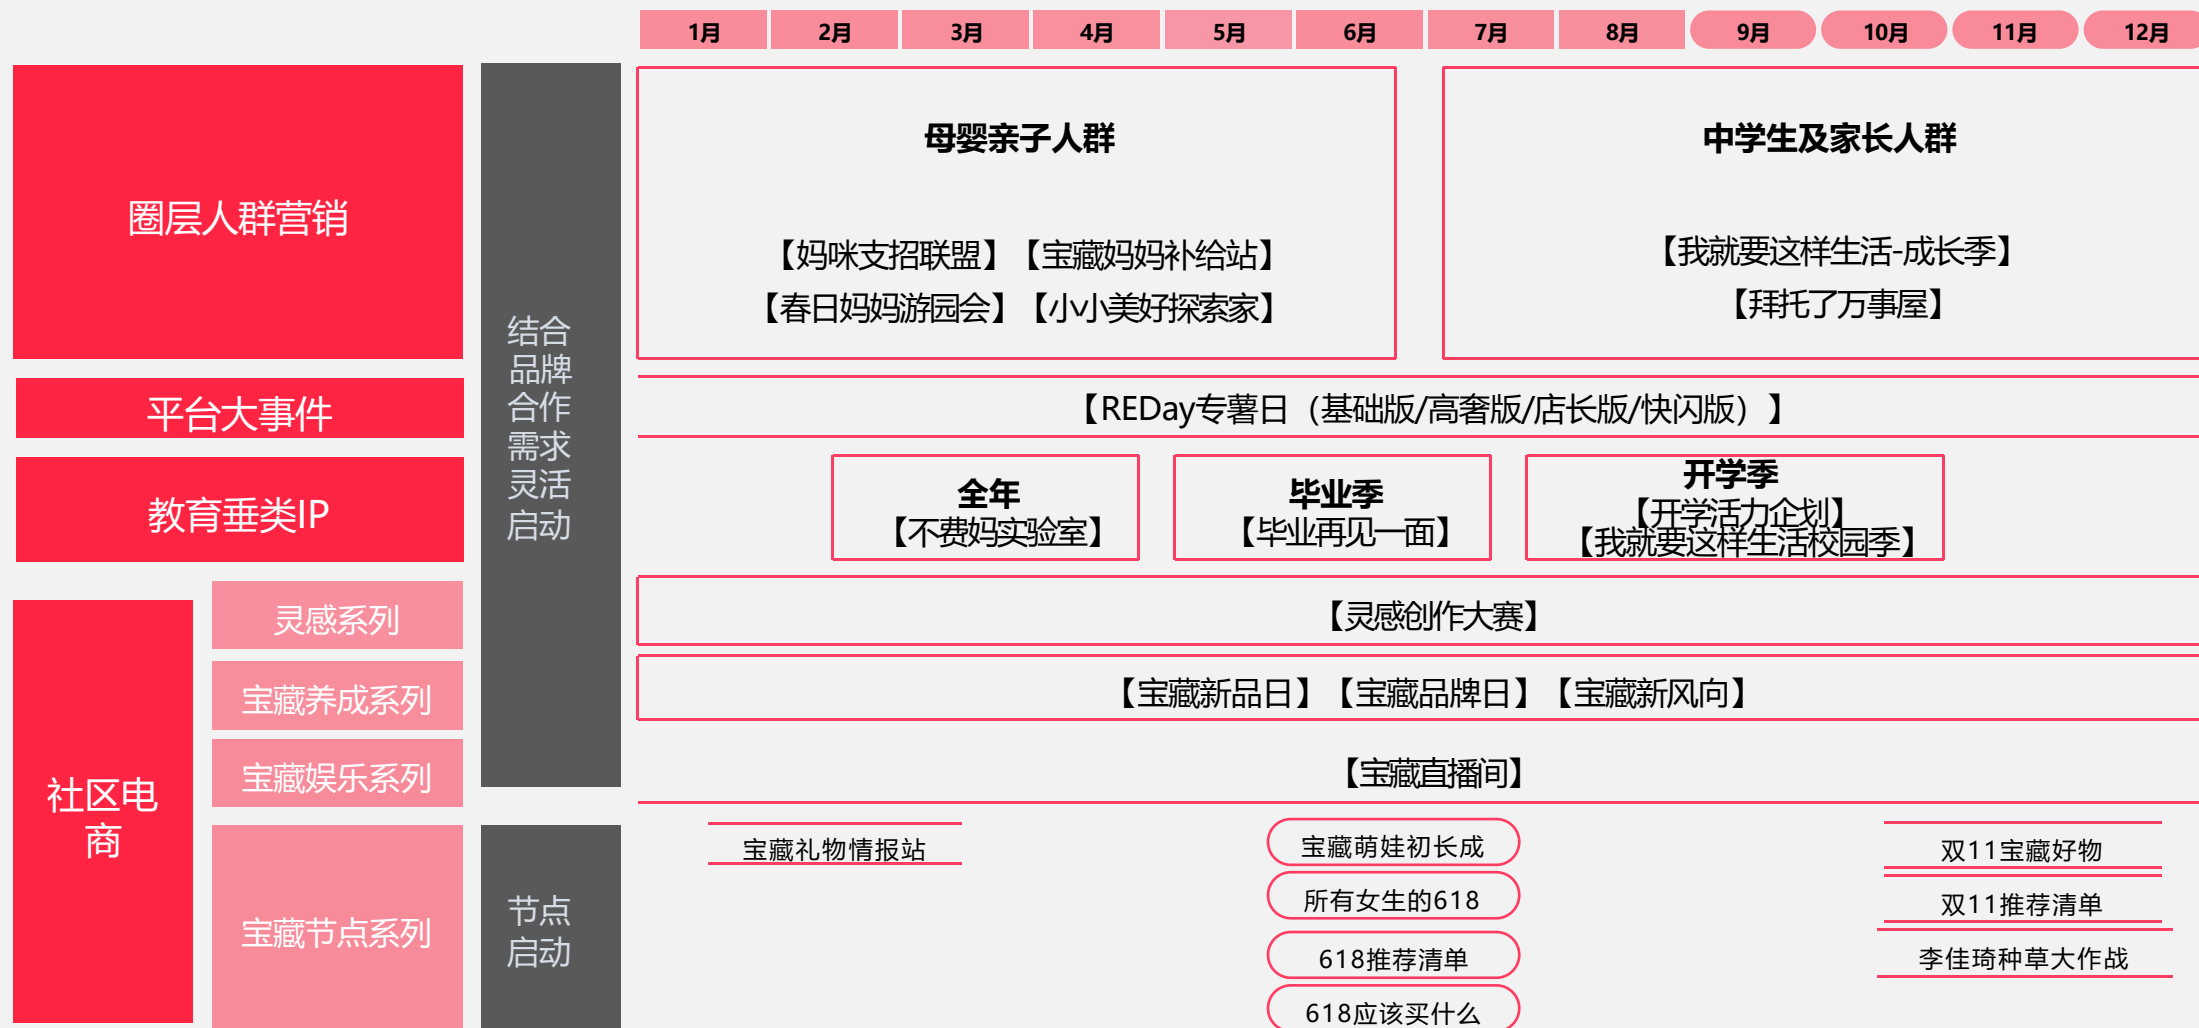 1月 2月 3月 4月 5月 6月 7月 8月 9月 10月 11月 12月
圈层人群营销
结合
品牌
合作
需求
灵活
启动
母婴亲子人群
【妈咪支招联盟】【宝藏妈妈补给站】
【春日妈妈游园会】【小小美好探索家】
中学生及家长人群
【我就要这样生活-成长季】
【拜托了万事屋】
平台大事件
【REDay专薯日（基础版/高奢版/店长版/快闪版）】
教育垂类IP
全年
【不费妈实验室】
毕业季
【毕业再见一面】
开学季
【开学活力企划】
【我就要这样生活校园季】
社区电
商
灵感系列
【灵感创作大赛】
宝藏养成系列
【宝藏新品日】【宝藏品牌日】【宝藏新风向】
宝藏娱乐系列
【宝藏直播间】
宝藏节点系列
节点
启动
宝藏礼物情报站
宝藏萌娃初长成
所有女生的618
618推荐清单
618应该买什么
双11宝藏好物
双11推荐清单
李佳琦种草大作战